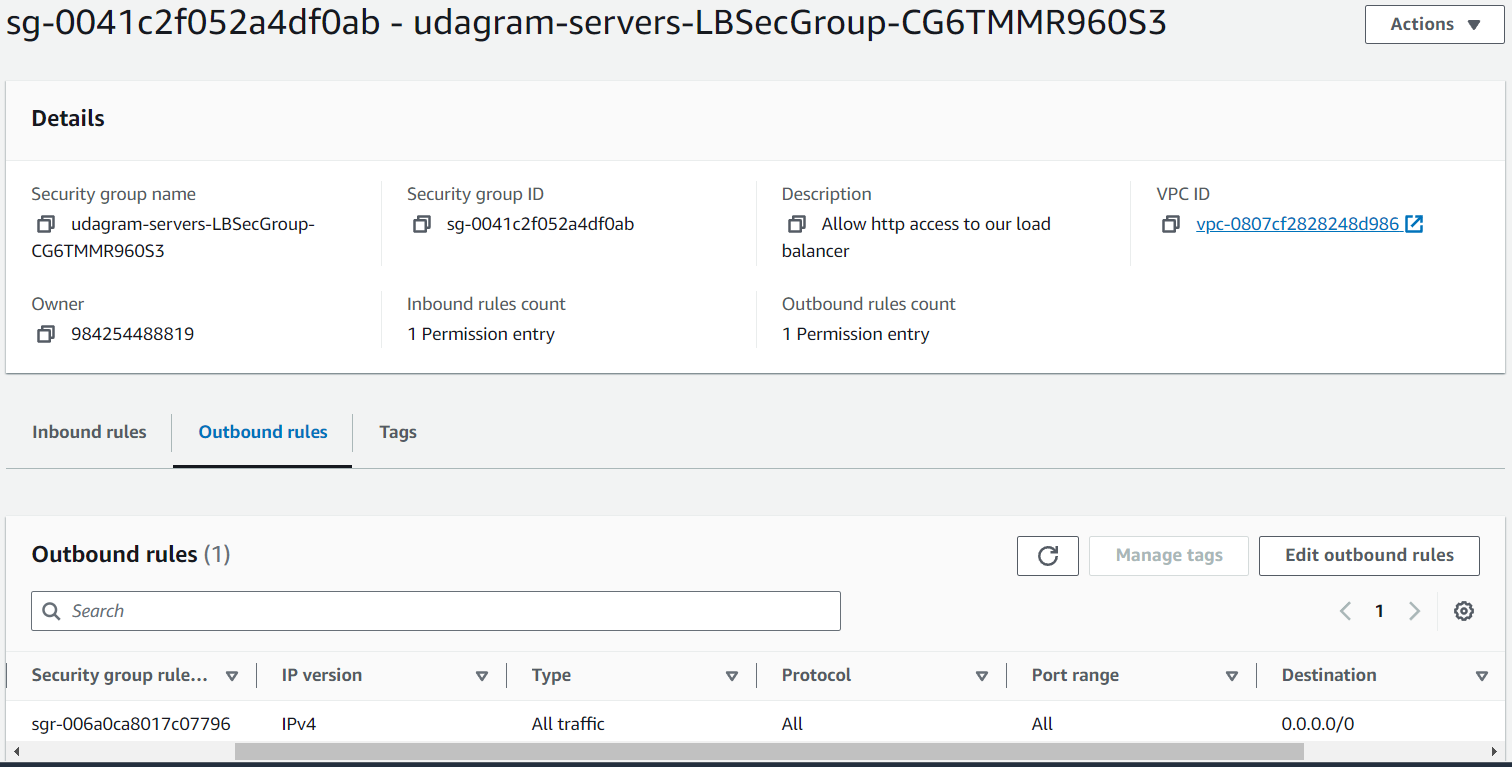 sg-0041c2f052a4df0ab - udagram-servers-LBSecGroup-CG6TMMR960S3
Actions
Details
Security group name
udagram-servers-LBSecGroup-
CG6TMMR960S3
Security group ID
sg-0041c2f052a4df0ab
Description
Allow http access to our load
balancer
VPC ID
vpc-0807cf2828248d986
Owner
984254488819
Inbound rules count
1 Permission entry
Outbound rules count
1 Permission entry
Inbound rules
Outbound rules
Tags
Outbound rules (1)
Manage tags
Edit outbound rules
Search
1
Security group rule... IP version Type Protocol Port range Destination
sgr-006a0ca8017c07796 IPv4 All traffic All All 0.0.0.0/0